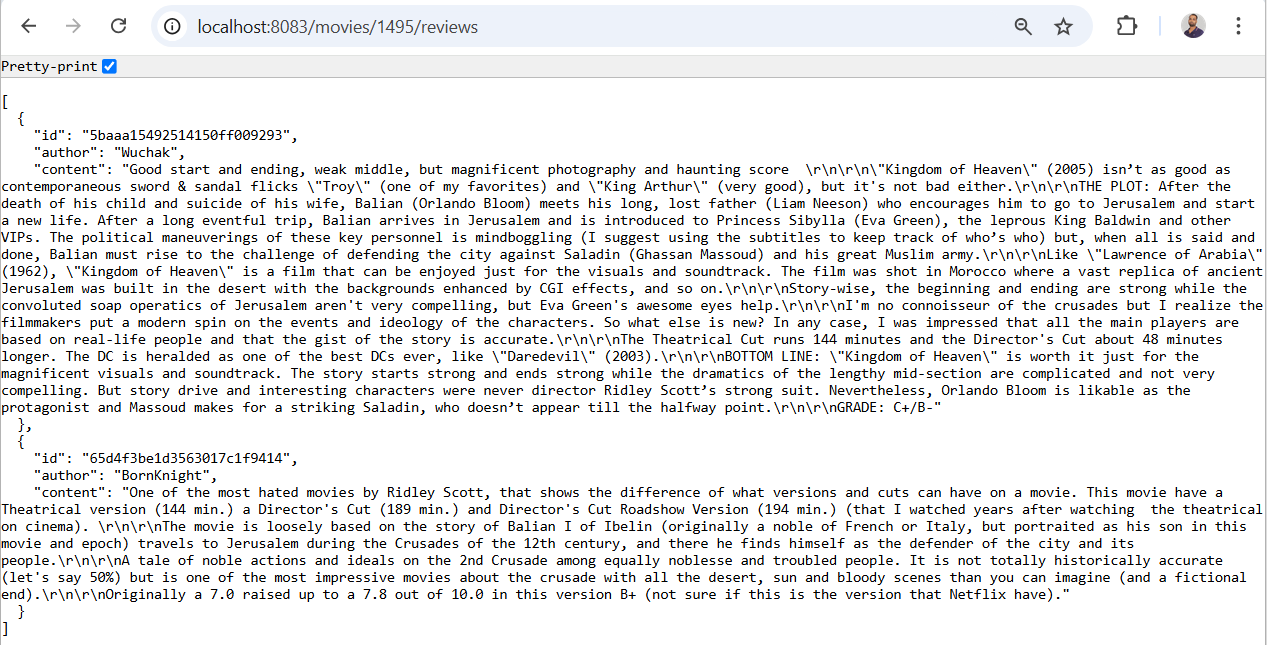 localhost:8083/movies/1495/reviews
Pretty-print
[
  {
    "id": "5baaa15492514150ff009293",
    "author": "Wuchak",
    "content": "Good start and ending, weak middle, but magnificent photography and haunting score  \r\n\r\n\"Kingdom of Heaven\" (2005) isn’t as good as
contemporaneous sword & sandal flicks \"Troy\" (one of my favorites) and \"King Arthur\" (very good), but it's not bad either.\r\n\r\nTHE PLOT: After the
death of his child and suicide of his wife, Balian (Orlando Bloom) meets his long, lost father (Liam Neeson) who encourages him to go to Jerusalem and start
a new life. After a long eventful trip, Balian arrives in Jerusalem and is introduced to Princess Sibylla (Eva Green), the leprous King Baldwin and other
VIPs. The political maneuverings of these key personnel is mindboggling (I suggest using the subtitles to keep track of who’s who) but, when all is said and
done, Balian must rise to the challenge of defending the city against Saladin (Ghassan Massoud) and his great Muslim army.\r\n\r\nLike \"Lawrence of Arabia\"
(1962), \"Kingdom of Heaven\" is a film that can be enjoyed just for the visuals and soundtrack. The film was shot in Morocco where a vast replica of ancient
Jerusalem was built in the desert with the backgrounds enhanced by CGI effects, and so on.\r\n\r\nStory-wise, the beginning and ending are strong while the
convoluted soap operatics of Jerusalem aren't very compelling, but Eva Green's awesome eyes help.\r\n\r\nI'm no connoisseur of the crusades but I realize the
filmmakers put a modern spin on the events and ideology of the characters. So what else is new? In any case, I was impressed that all the main players are
based on real-life people and that the gist of the story is accurate.\r\n\r\nThe Theatrical Cut runs 144 minutes and the Director's Cut about 48 minutes
longer. The DC is heralded as one of the best DCs ever, like \"Daredevil\" (2003).\r\n\r\nBOTTOM LINE: \"Kingdom of Heaven\" is worth it just for the
magnificent visuals and soundtrack. The story starts strong and ends strong while the dramatics of the lengthy mid-section are complicated and not very
compelling. But story drive and interesting characters were never director Ridley Scott’s strong suit. Nevertheless, Orlando Bloom is likable as the
protagonist and Massoud makes for a striking Saladin, who doesn’t appear till the halfway point.\r\n\r\nGRADE: C+/B-"
  },
  {
    "id": "65d4f3be1d3563017c1f9414",
    "author": "BornKnight",
    "content": "One of the most hated movies by Ridley Scott, that shows the difference of what versions and cuts can have on a movie. This movie have a
Theatrical version (144 min.) a Director's Cut (189 min.) and Director's Cut Roadshow Version (194 min.) (that I watched years after watching  the theatrical
on cinema). \r\n\r\nThe movie is loosely based on the story of Balian I of Ibelin (originally a noble of French or Italy, but portraited as his son in this
movie and epoch) travels to Jerusalem during the Crusades of the 12th century, and there he finds himself as the defender of the city and its
people.\r\n\r\nA tale of noble actions and ideals on the 2nd Crusade among equally noblesse and troubled people. It is not totally historically accurate
(let's say 50%) but is one of the most impressive movies about the crusade with all the desert, sun and bloody scenes than you can imagine (and a fictional
end).\r\n\r\nOriginally a 7.0 raised up to a 7.8 out of 10.0 in this version B+ (not sure if this is the version that Netflix have)."
  }
]